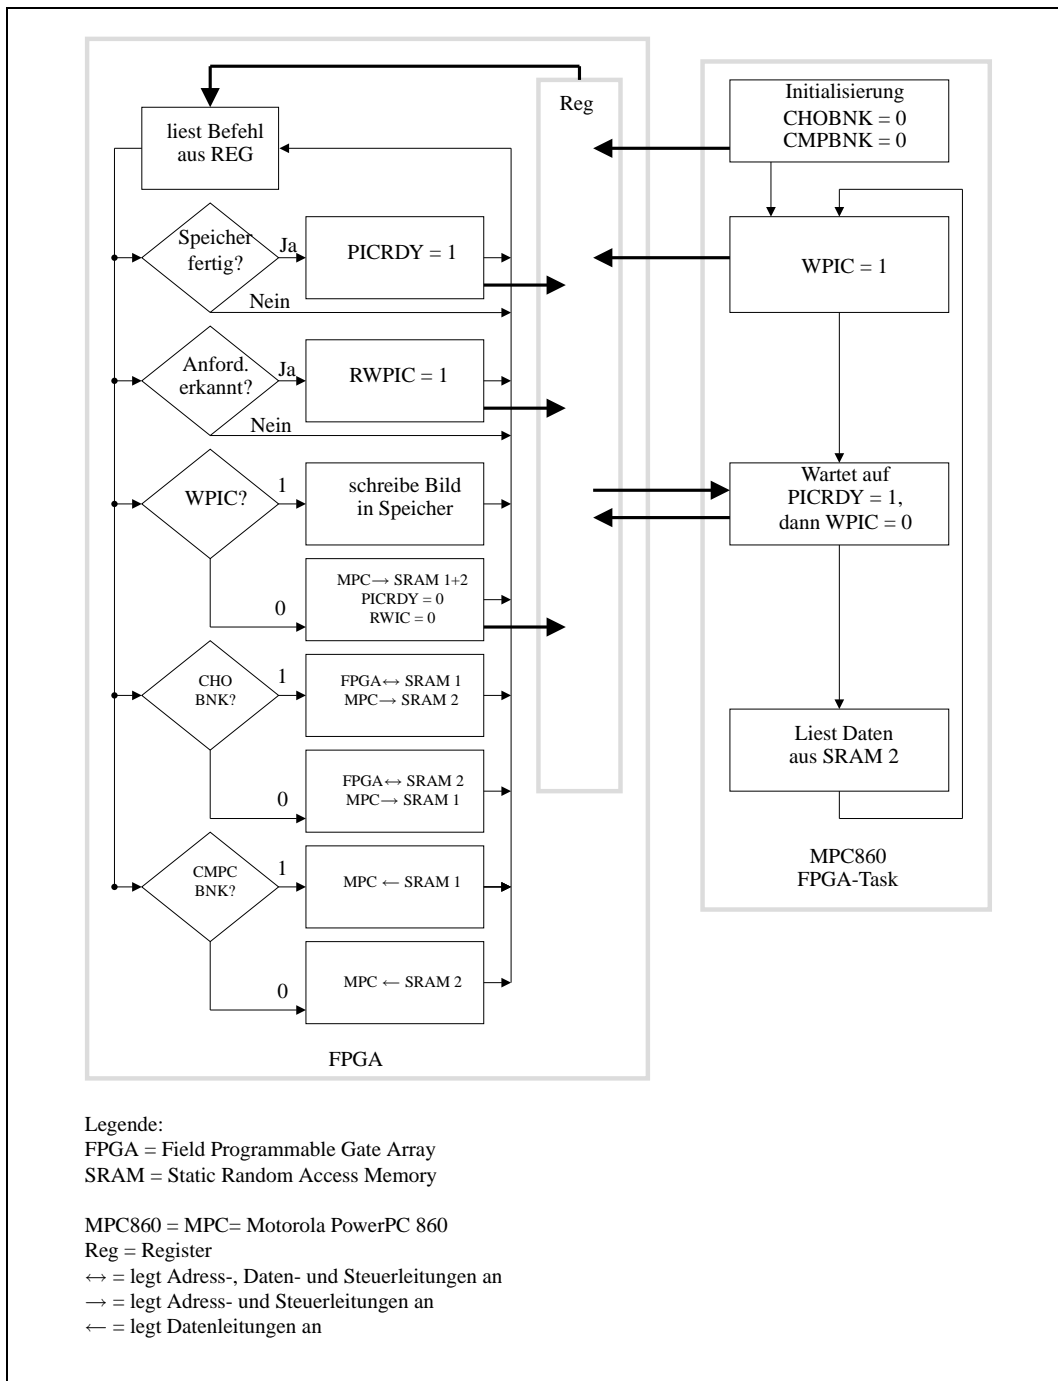 Reg
liest Befehl
aus REG
Speicher
fertig?
Ja
PICRDY = 1
Nein
Anford.
erkannt?
Ja
RWPIC = 1
Nein
WPIC?
1
schreibe Bild
in Speicher
0
MPC→ SRAM 1+2
PICRDY = 0
RWIC = 0
CHO
BNK?
1
FPGA↔ SRAM 1
MPC→ SRAM 2
0
FPGA↔ SRAM 2
MPC→ SRAM 1
CMPC
BNK?
1
MPC ← SRAM 1
0
MPC ← SRAM 2
FPGA
Initialisierung
CHOBNK = 0
CMPBNK = 0
WPIC = 1
Wartet auf
PICRDY = 1,
dann WPIC = 0
Liest Daten
aus SRAM 2
MPC860
FPGA-Task
Legende:
FPGA = Field Programmable Gate Array
SRAM = Static Random Access Memory
MPC860 = MPC= Motorola PowerPC 860
Reg = Register
↔ = legt Adress-, Daten- und Steuerleitungen an
→ = legt Adress- und Steuerleitungen an
← = legt Datenleitungen an